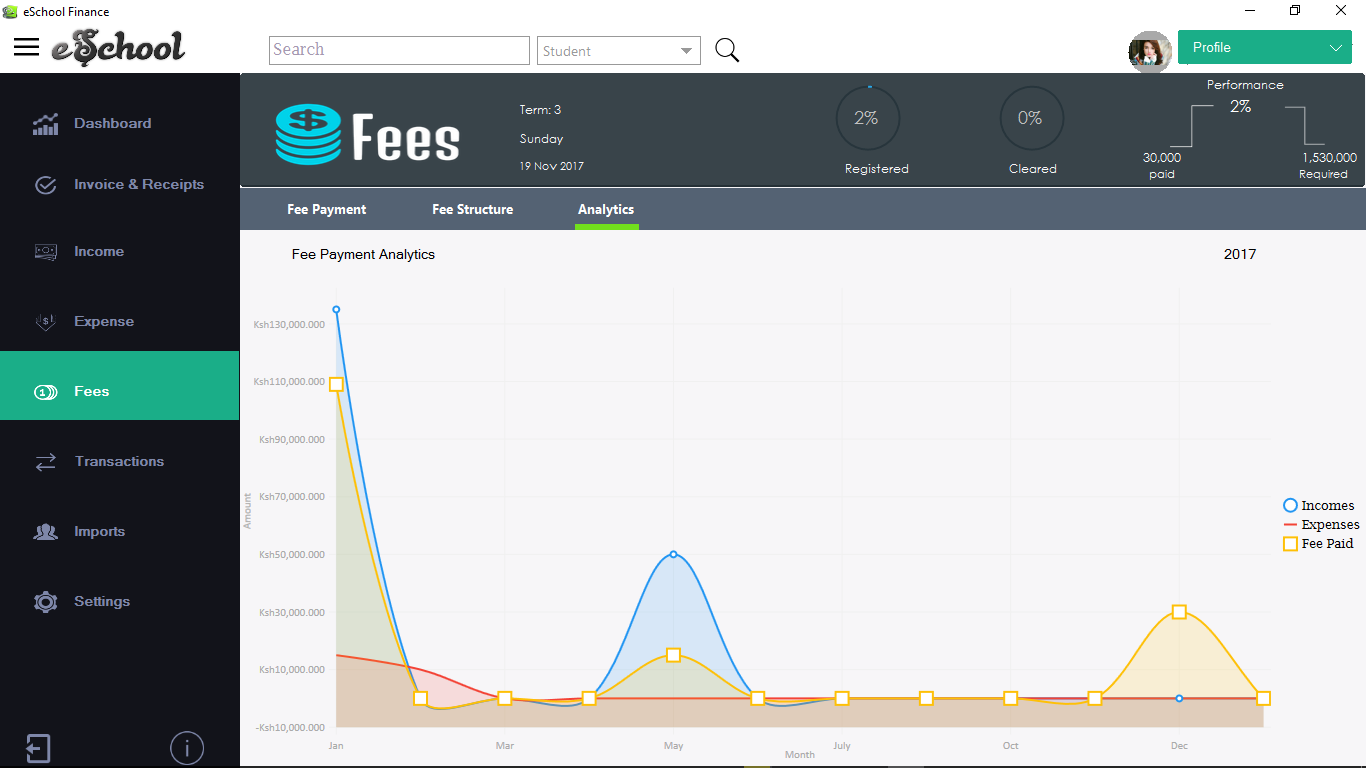 eSchool Finance
eSchool
Search
Student
Profile
Dashboard
Invoice & Receipts
Income
Expense
Fees
Transactions
Imports
Settings
Fees
Term: 3
Sunday
19 Nov 2017
2%
Registered
0%
Cleared
Performance
2%
30,000
paid
1,530,000
Required
Fee Payment
Fee Structure
Analytics
Fee Payment Analytics
2017
Ksh130,000.000
Ksh110,000.000
Ksh90,000.000
Ksh70,000.000
Ksh50,000.000
Ksh30,000.000
Ksh10,000.000
-Ksh10,000.000
Amount
Jan
Mar
May
July
Oct
Dec
Month
Incomes
Expenses
Fee Paid